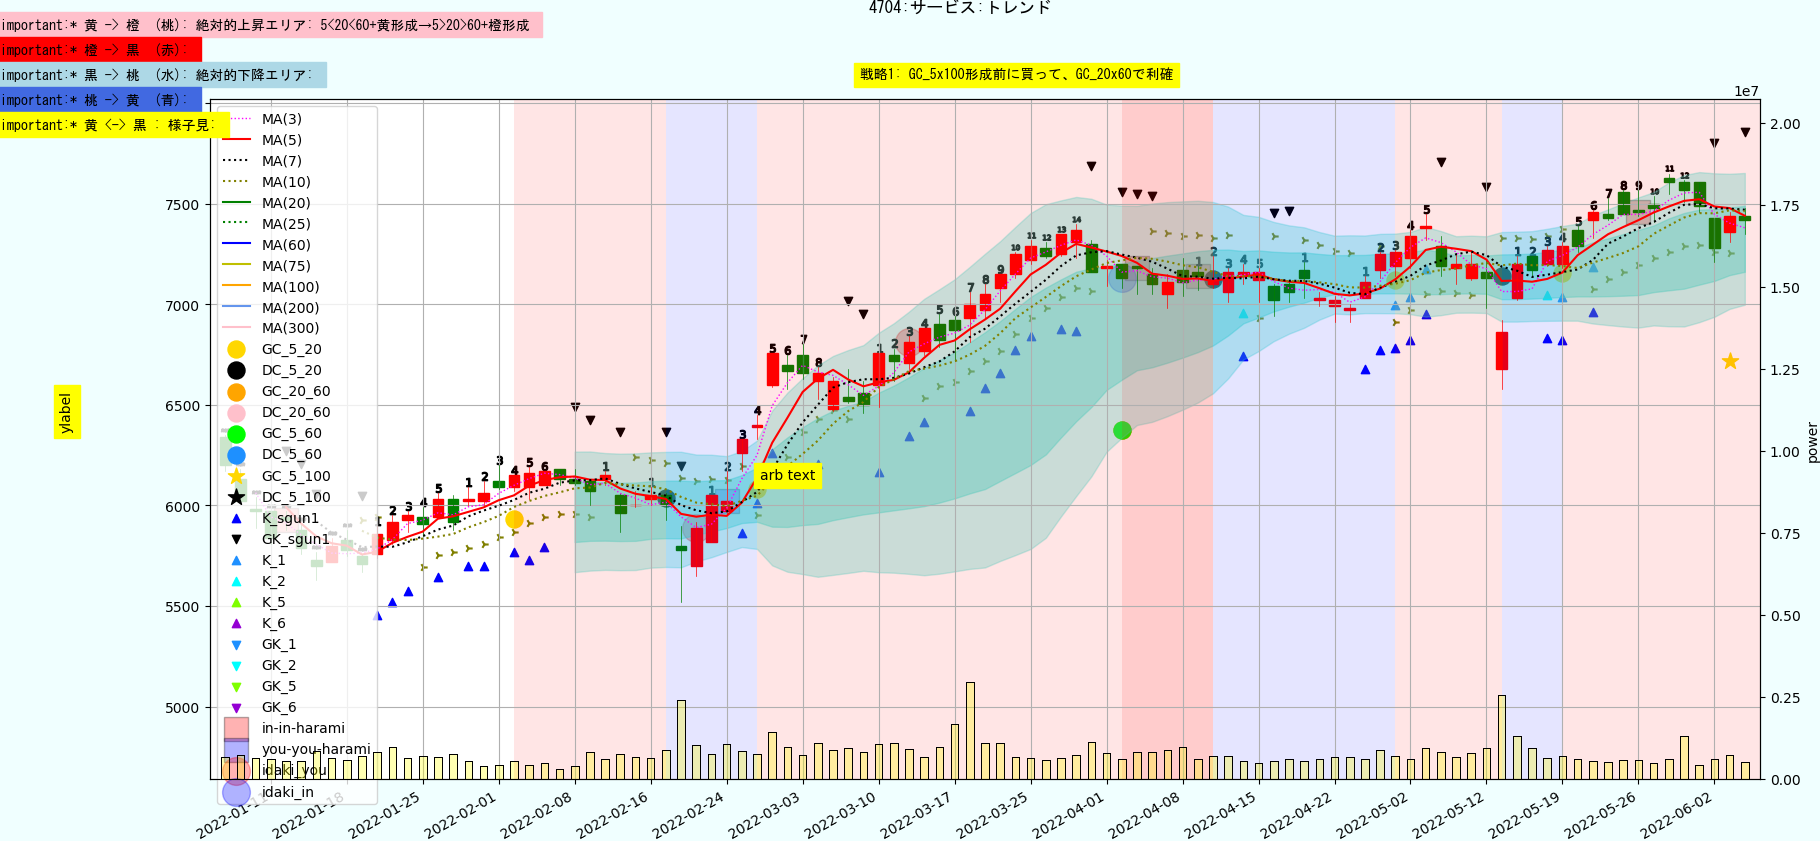 4704:サービス:トレンド
important:* 黄 -> 橙 (桃): 絶対的上昇エリア: 5<20<60+黄形成→5>20>60+橙形成
important:* 橙 -> 黒 (赤):
important:* 黒 -> 桃 (水): 絶対的下降エリア:
戦略1: GC_5x100形成前に買って、GC_20x60で利確
important:* 桃 -> 黄 (青):
important:* 黄 <-> 黒 : 様子見:
1e7
MA(3)
MA(5)
MA(7)
MA(10)
MA(20)
MA(25)
MA(60)
MA(75)
MA(100)
MA(200)
MA(300)
GC_5_20
DC_5_20
GC_20_60
DC_20_60
GC_5_60
DC_5_60
GC_5_100
DC_5_100
K_sgun1
GK_sgun1
K_1
K_2
K_5
K_6
GK_1
GK_2
GK_5
GK_6
in-in-harami
you-you-harami
idaki_you
idaki_in
7500
7000
6500
6000
5500
5000
ylabel
arb text
2.00
1.75
1.50
1.25
1.00
0.75
0.50
0.25
0.00
power
2022-01-11
2022-01-18
2022-01-25
2022-02-01
2022-02-08
2022-02-16
2022-02-24
2022-03-03
2022-03-10
2022-03-17
2022-03-25
2022-04-01
2022-04-08
2022-04-15
2022-04-22
2022-05-02
2022-05-12
2022-05-19
2022-05-26
2022-06-02